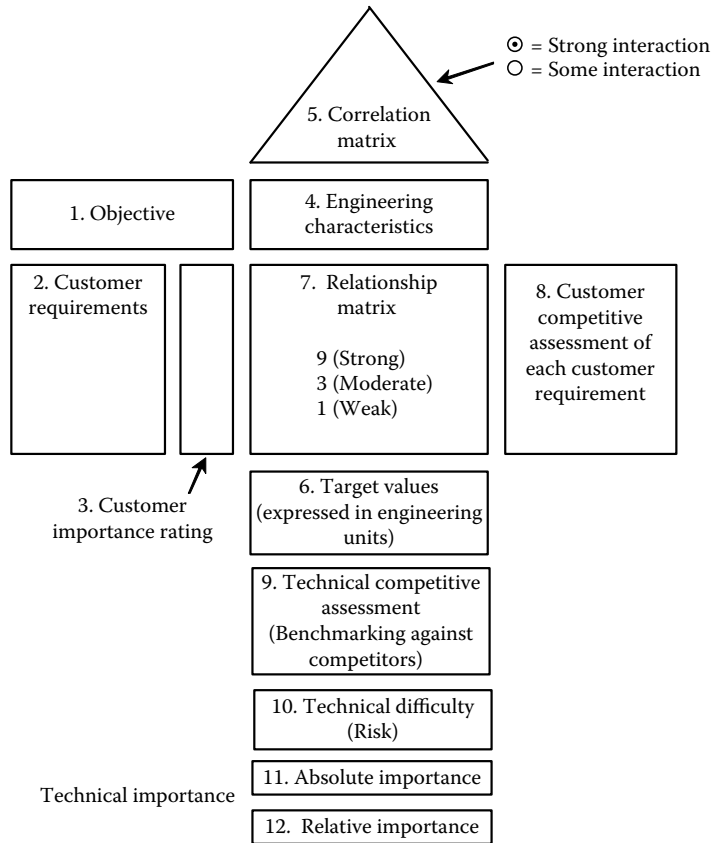 ⊙ = Strong interaction
○ = Some interaction
5. Correlation
matrix
1. Objective
4. Engineering
characteristics
2. Customer
requirements
7. Relationship
matrix
9 (Strong)
3 (Moderate)
1 (Weak)
8. Customer
competitive
assessment of
each customer
requirement
3. Customer
importance rating
6. Target values
(expressed in engineering
units)
9. Technical competitive
assessment
(Benchmarking against
competitors)
10. Technical difficulty
(Risk)
Technical importance
11. Absolute importance
12. Relative importance